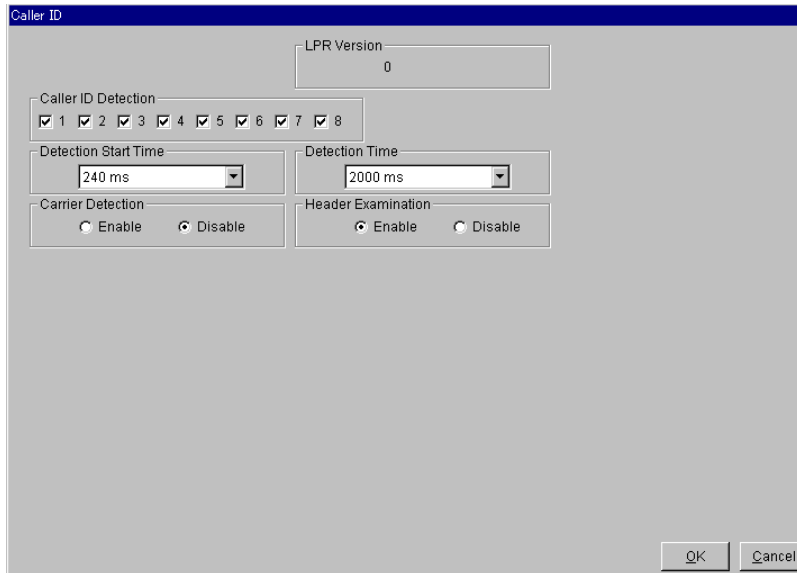 Caller ID
LPR Version
0
Caller ID Detection
1 2 3 4 5 6 7 8
Detection Start Time
Detection Time
240 ms
2000 ms
Carrier Detection
Header Examination
Enable Disable
Enable Disable
OK Cancel